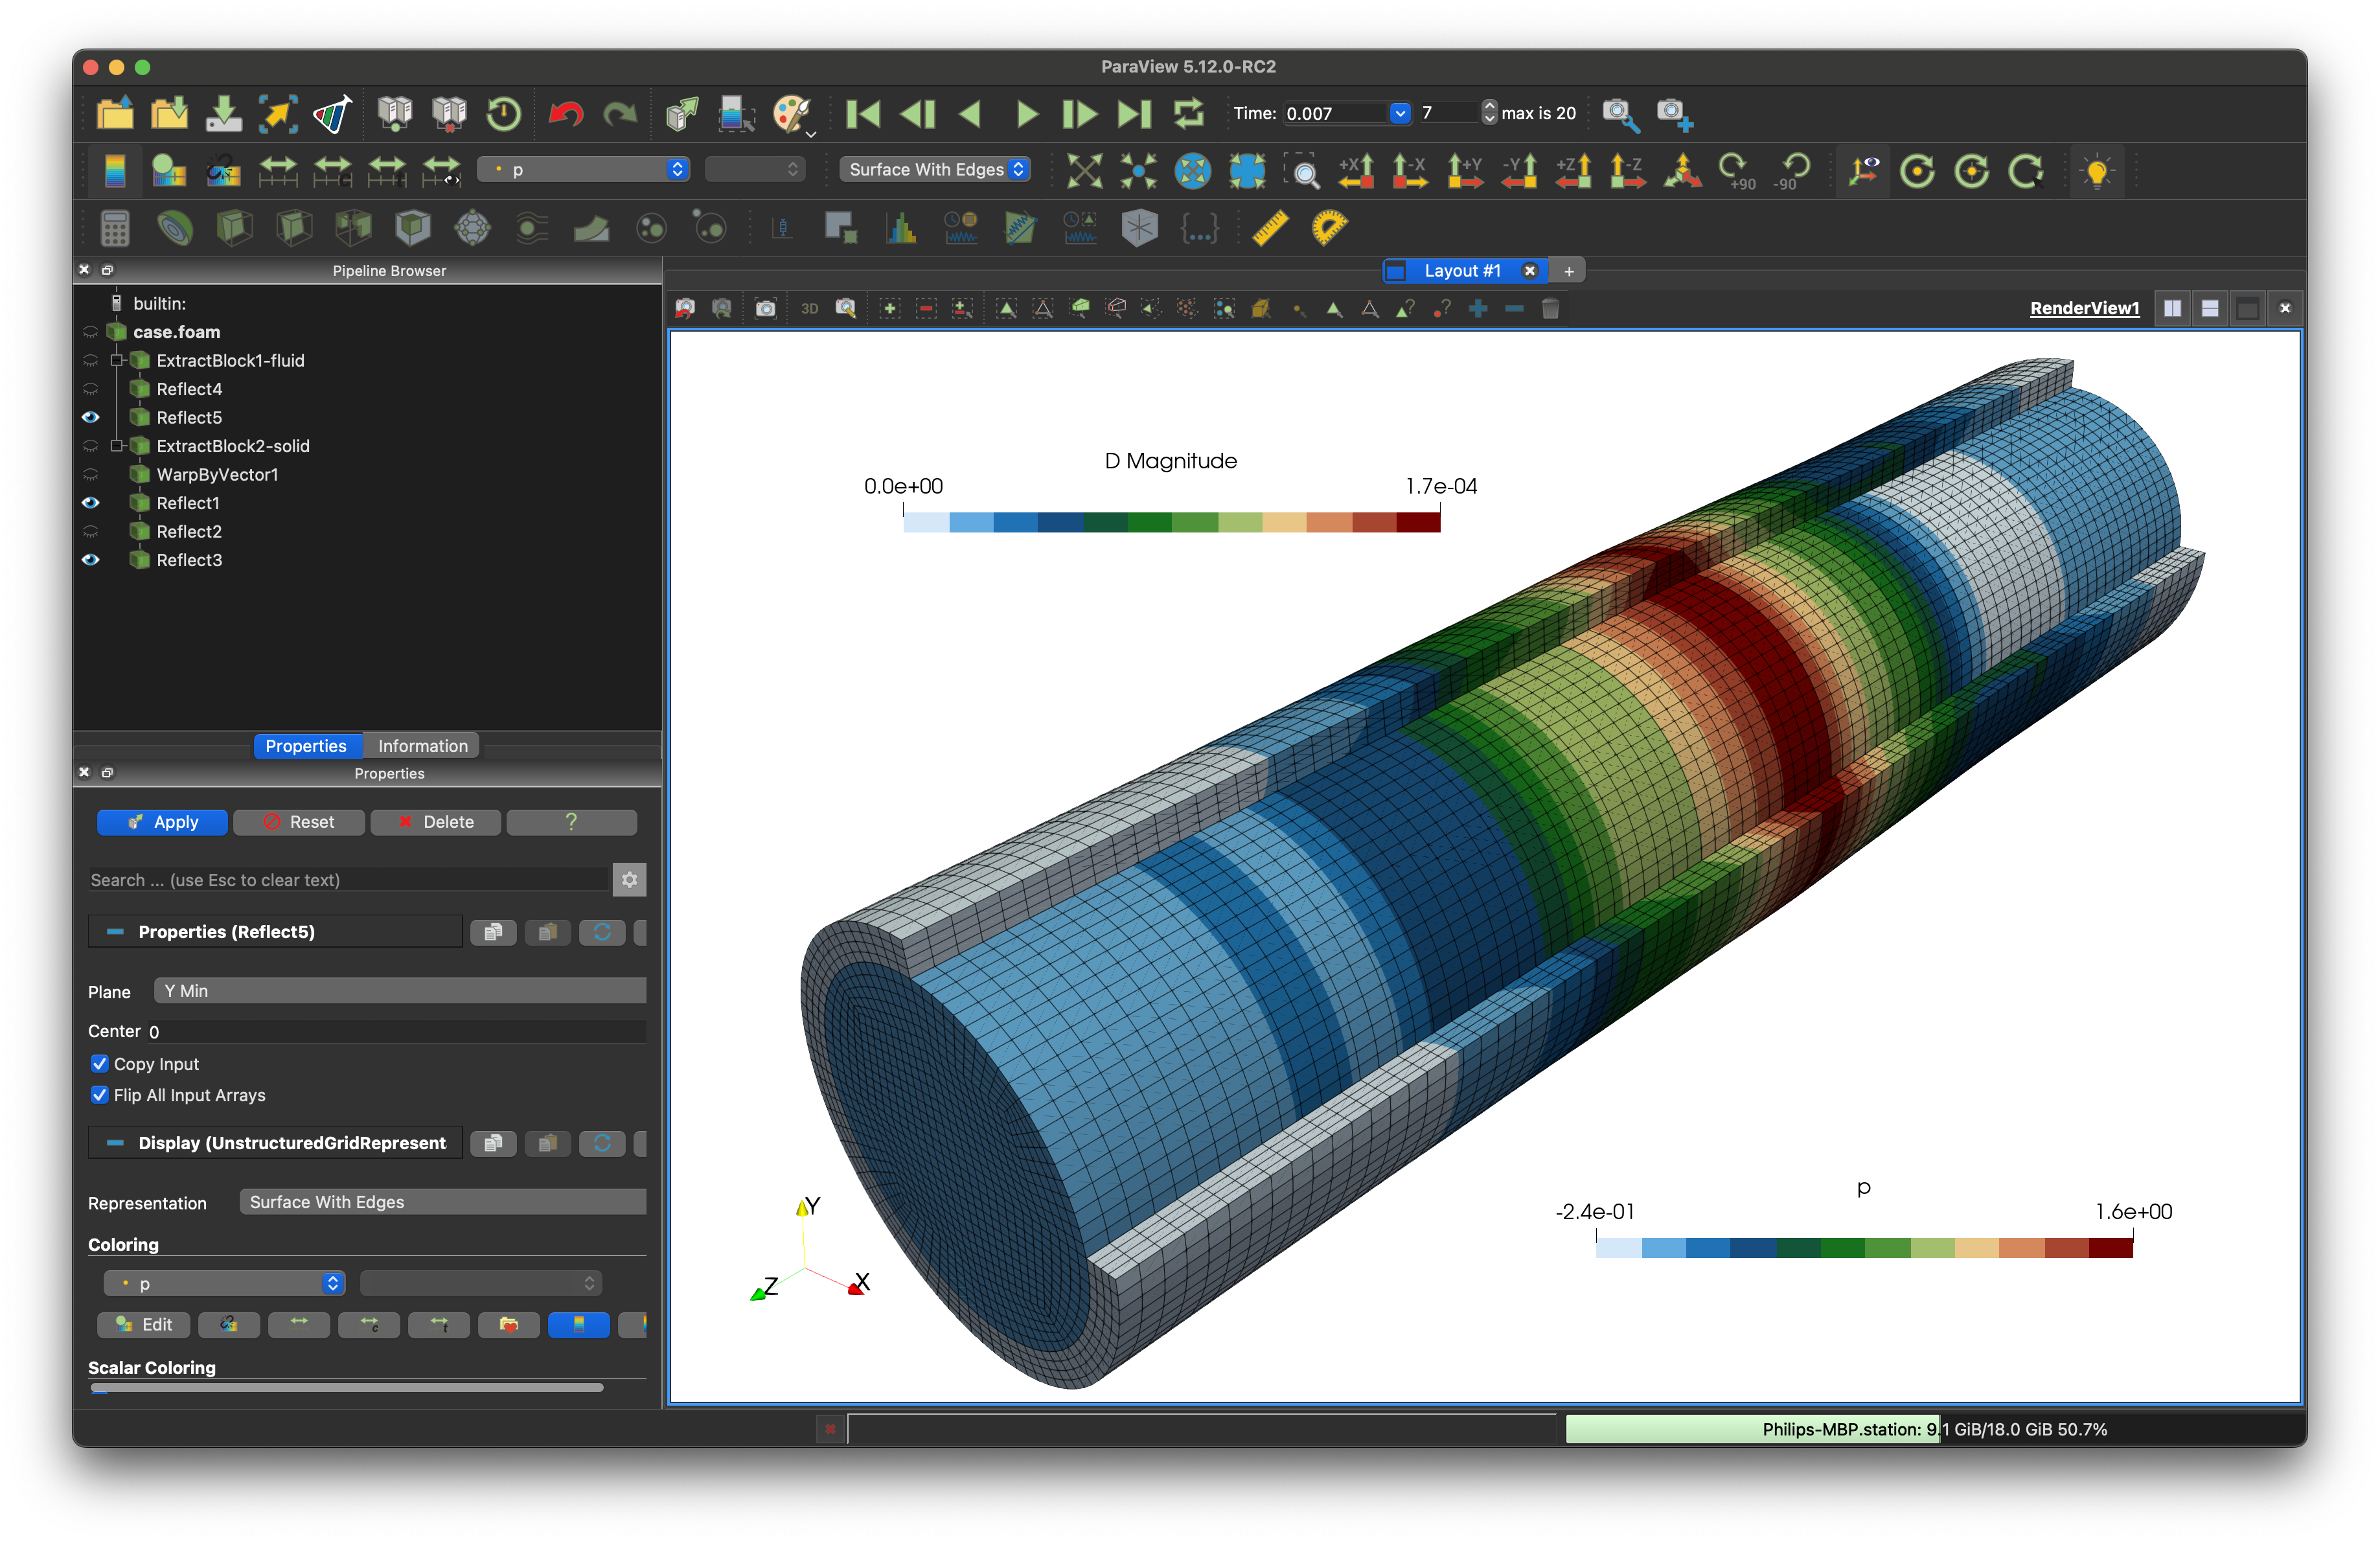 ParaView 5.12.0-RC2
Time: 0.007 7 max is 20
p Surface With Edges +X -X +Y -Y +Z -Z +90 -90
Pipeline Browser
Layout #1 +
builtin:
case.foam
ExtractBlock1-fluid
Reflect4
Reflect5
ExtractBlock2-solid
WarpByVector1
Reflect1
Reflect2
Reflect3
3D RenderView1
D Magnitude
0.0e+00 1.7e-04
Properties Information
Properties
Apply Reset Delete ?
Search ... (use Esc to clear text)
Properties (Reflect5)
Plane Y Min
Center 0
Copy Input
Flip All Input Arrays
Display (UnstructuredGridRepresent
Representation Surface With Edges
Coloring
p
Edit c t
Scalar Coloring
Y
Z X
p
-2.4e-01 1.6e+00
Philips-MBP.station: 9.1 GiB/18.0 GiB 50.7%